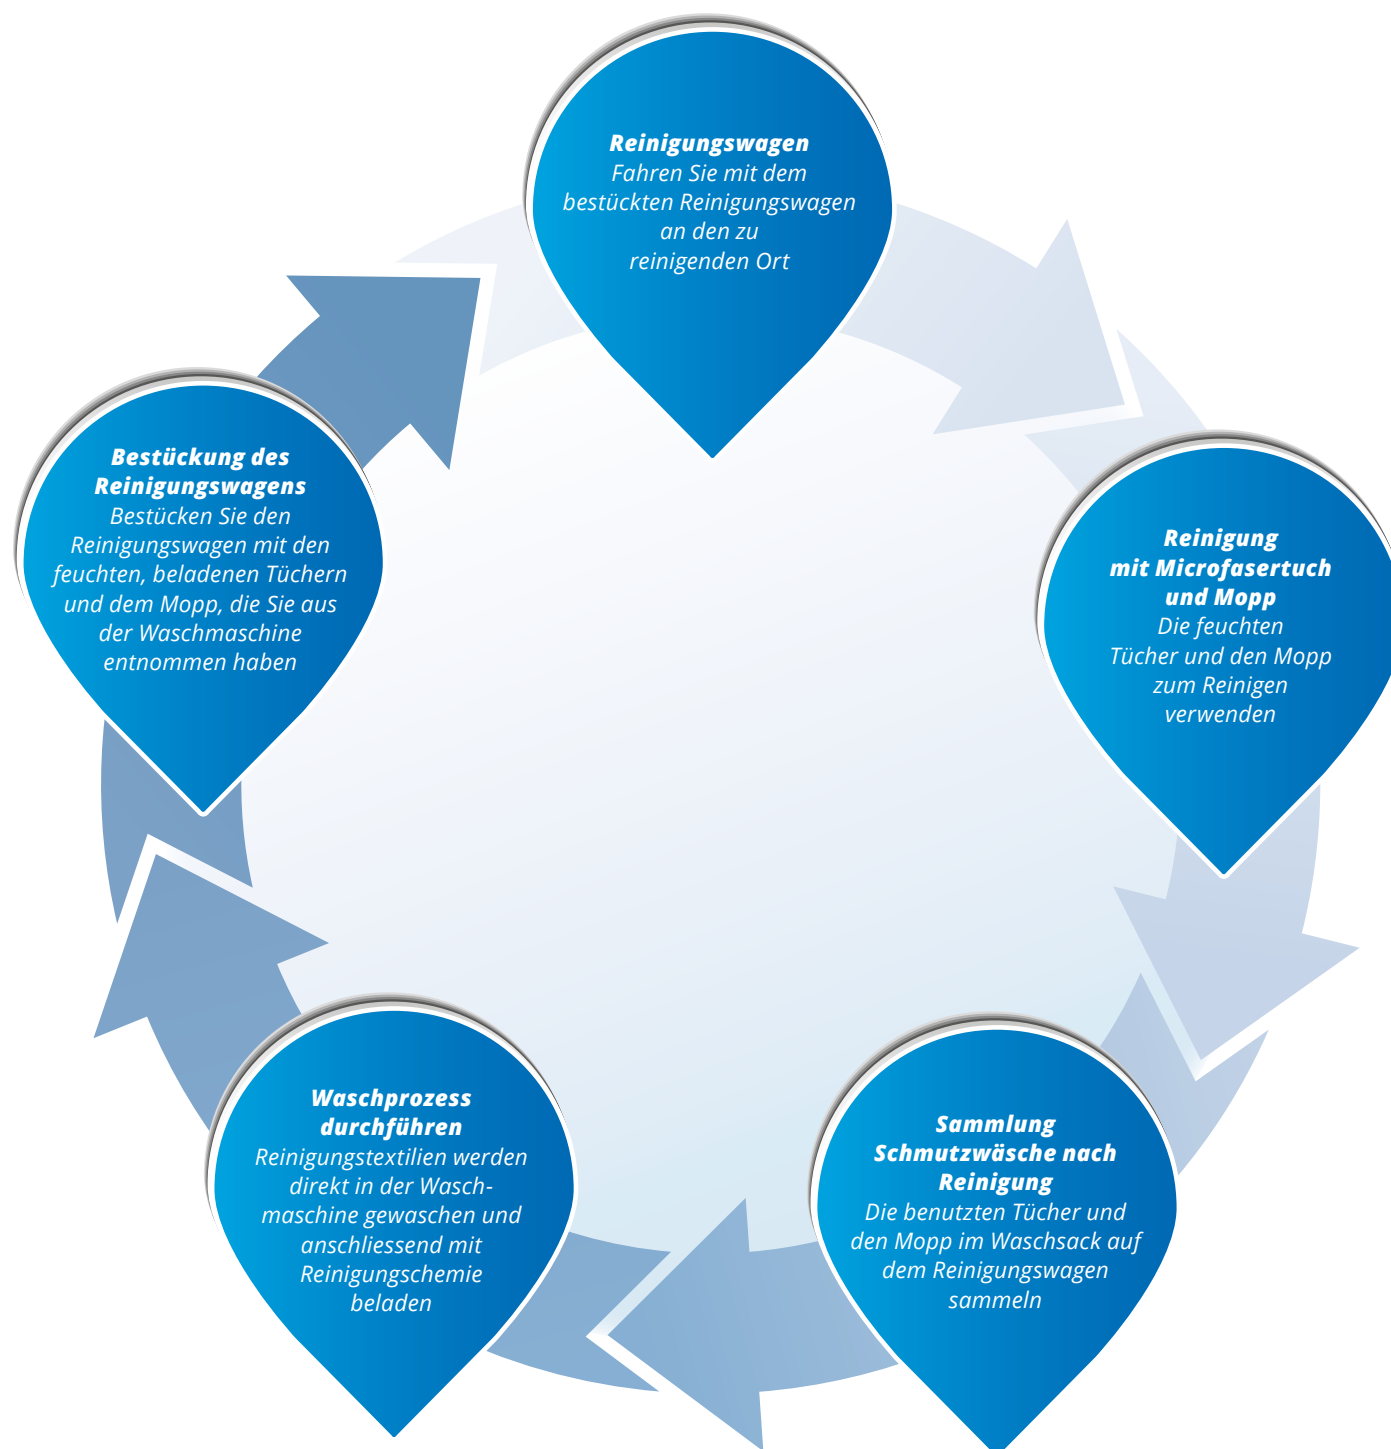 Reinigungswagen
Fahren Sie mit dem
bestückten Reinigungswagen
an den zu
reinigenden Ort
Reinigung
mit Microfasertuch
und Mopp
Die feuchten
Tücher und den Mopp
zum Reinigen
verwenden
Sammlung
Schmutzwäsche nach
Reinigung
Die benutzten Tücher und
den Mopp im Waschsack auf
dem Reinigungswagen
sammeln
Waschprozess
durchführen
Reinigungstextilien werden
direkt in der Wasch-
maschine gewaschen und
anschliessend mit
Reinigungschemie
beladen
Bestückung des
Reinigungswagens
Bestücken Sie den
Reinigungswagen mit den
feuchten, beladenen Tüchern
und dem Mopp, die Sie aus
der Waschmaschine
entnommen haben